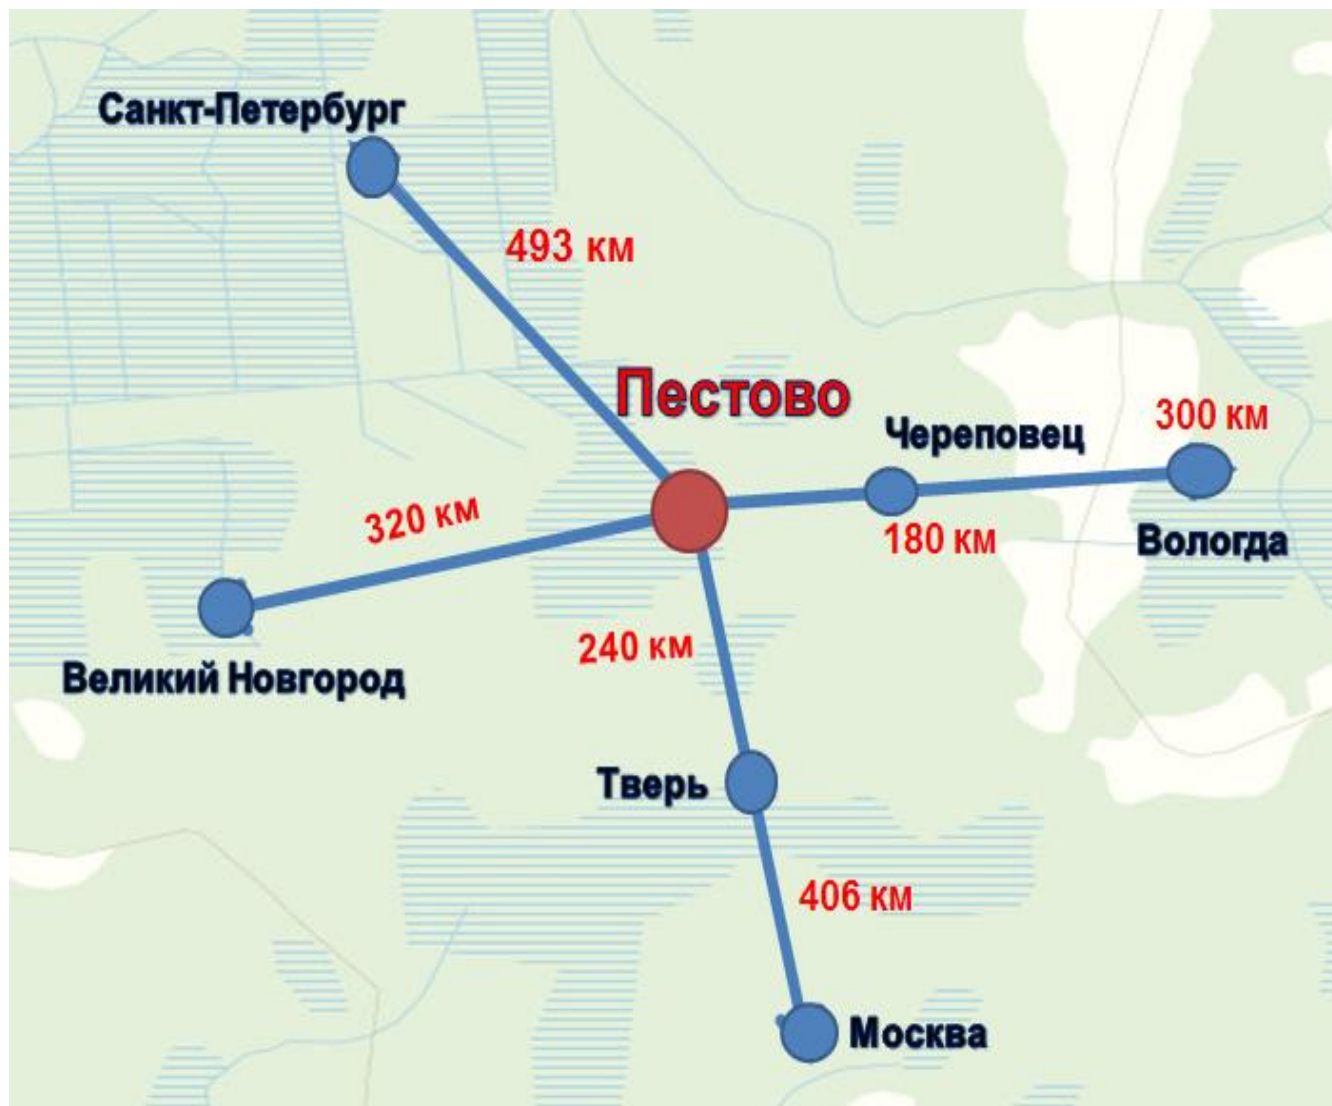 Санкт-Петербург
493 км
Пестово
300 км
Череповец
320 км
180 км
Вологда
240 км
Великий Новгород
Тверь
406 км
Москва